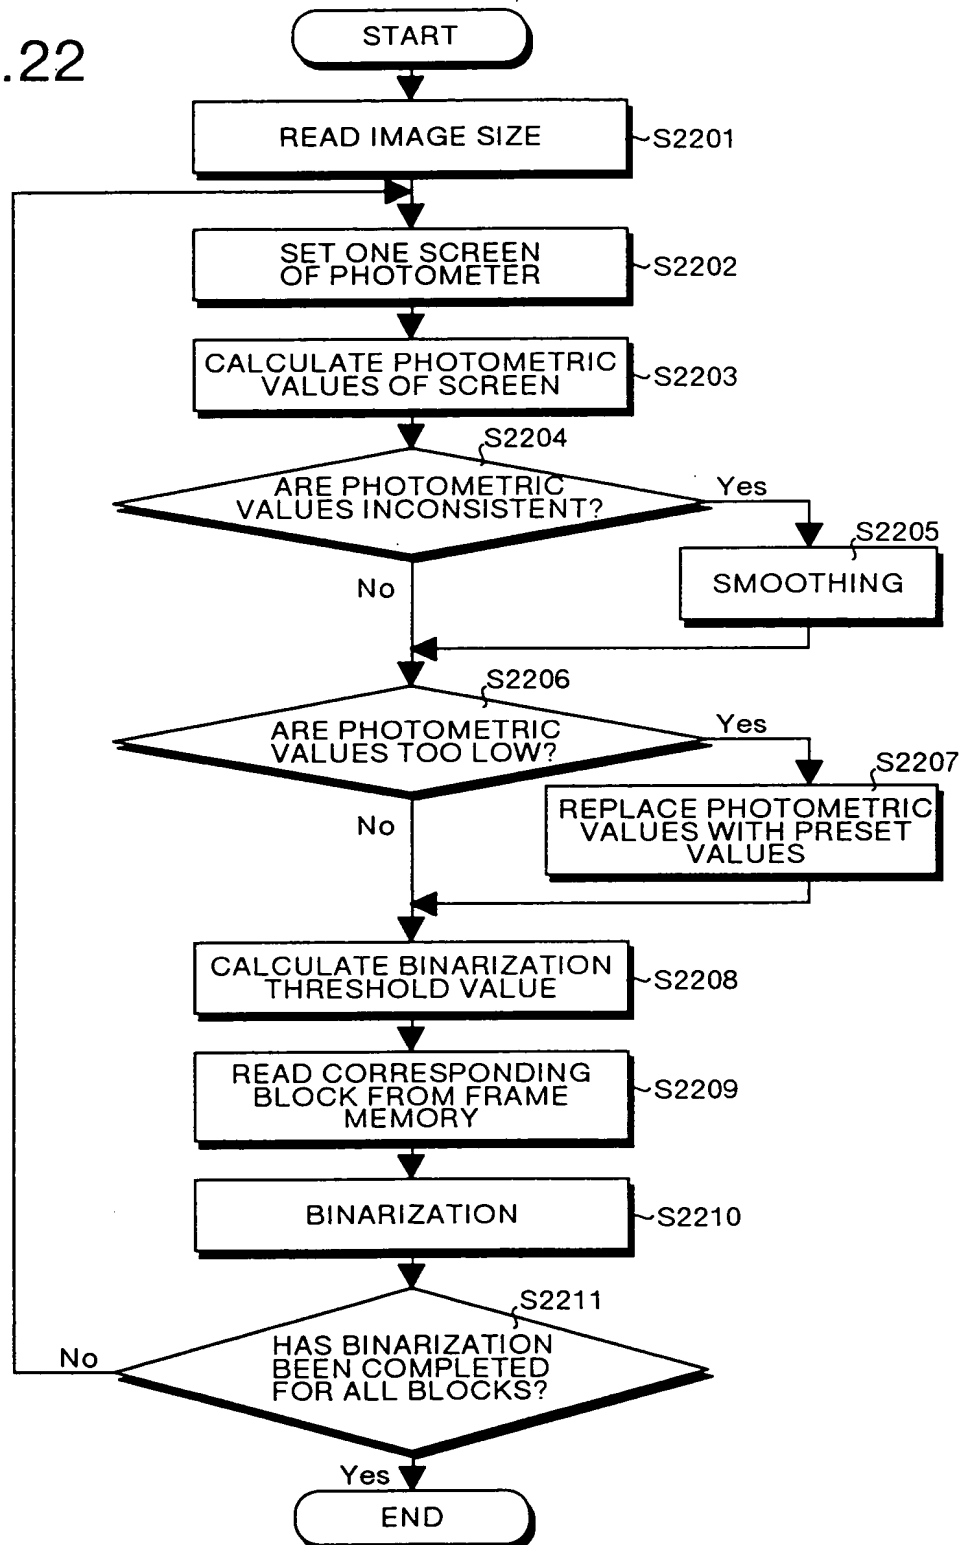 .22
START
READ IMAGE SIZE
S2201
SET ONE SCREEN
OF PHOTOMETER
S2202
CALCULATE PHOTOMETRIC
VALUES OF SCREEN
S2203
S2204
ARE PHOTOMETRIC
VALUES INCONSISTENT?
Yes
S2205
SMOOTHING
No
S2206
ARE PHOTOMETRIC
VALUES TOO LOW?
Yes
S2207
REPLACE PHOTOMETRIC
VALUES WITH PRESET
VALUES
No
CALCULATE BINARIZATION
THRESHOLD VALUE
S2208
READ CORRESPONDING
BLOCK FROM FRAME
MEMORY
S2209
BINARIZATION
S2210
S2211
HAS BINARIZATION
BEEN COMPLETED
FOR ALL BLOCKS?
No
Yes
END